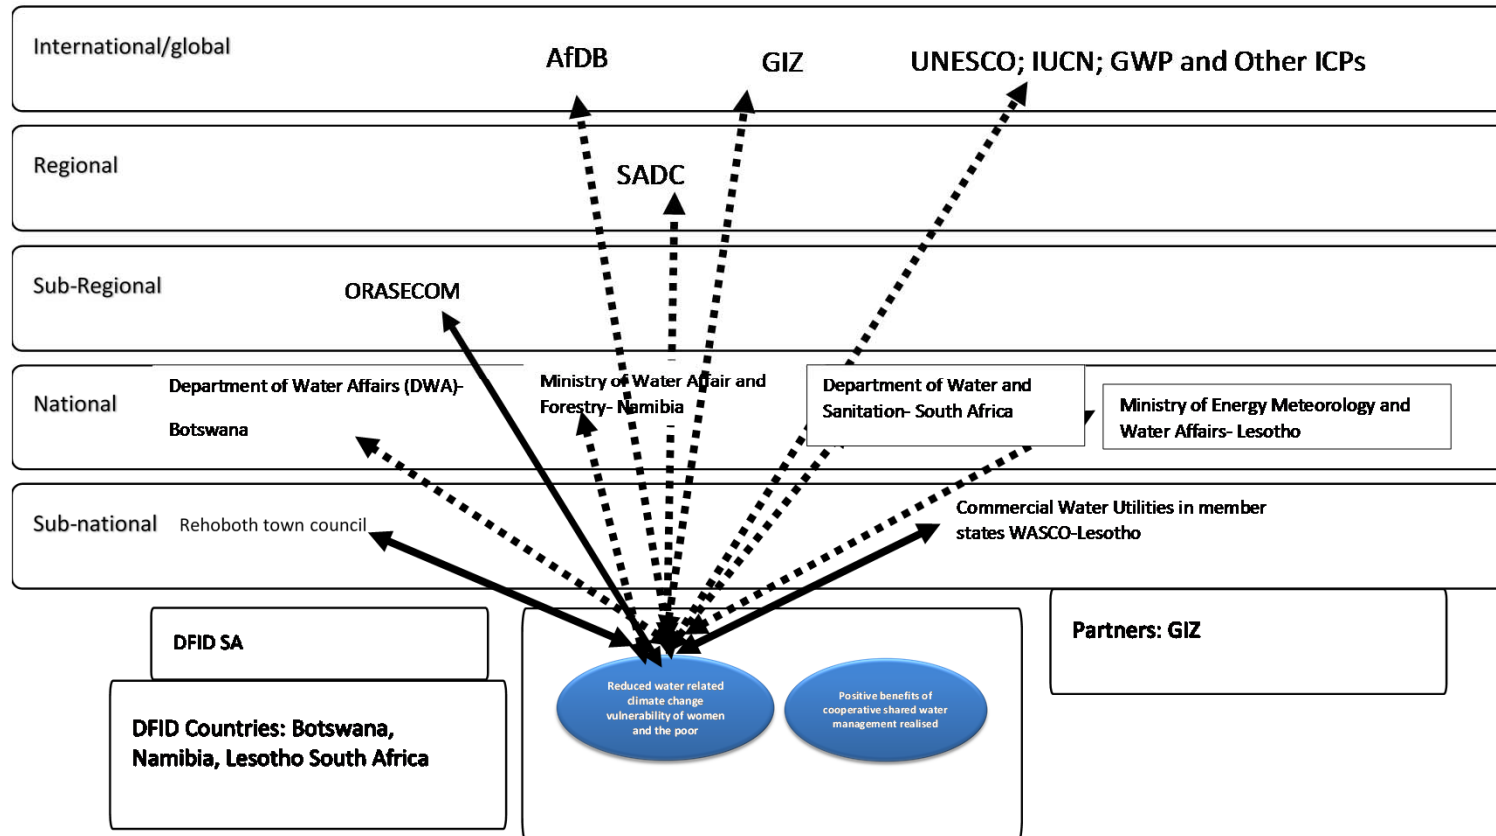 International/global
AfDB
GIZ
UNESCO; IUCN; GWP and Other ICPs
Regional
SADC
Sub-Regional
ORASECOM
National
Department of Water Affairs (DWA)-
Botswana
Ministry of Water Affair and
Forestry- Namibia
Department of Water and
Sanitation- South Africa
Ministry of Energy Meteorology and
Water Affairs- Lesotho
Sub-national
Rehoboth town council
Commercial Water Utilities in member
states WASCO-Lesotho
DFID SA
DFID Countries: Botswana,
Namibia, Lesotho South Africa
Reduced water related
climate change
vulnerability of women
and the poor
Positive benefits of
cooperative shared water
management realised
Partners: GIZ